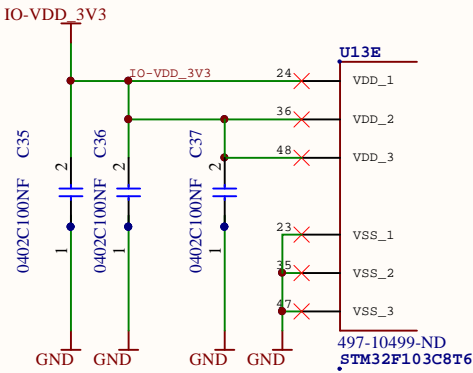 IO-VDD_3V3
U13E
IO-VDD_3V3
24
VDD_1
36
VDD_2
48
VDD_3
C35
0402C100NF
2
1
C36
0402C100NF
2
1
C37
0402C100NF
2
1
23
VSS_1
35
VSS_2
47
VSS_3
GND
GND
GND
GND
497-10499-ND
STM32F103C8T6